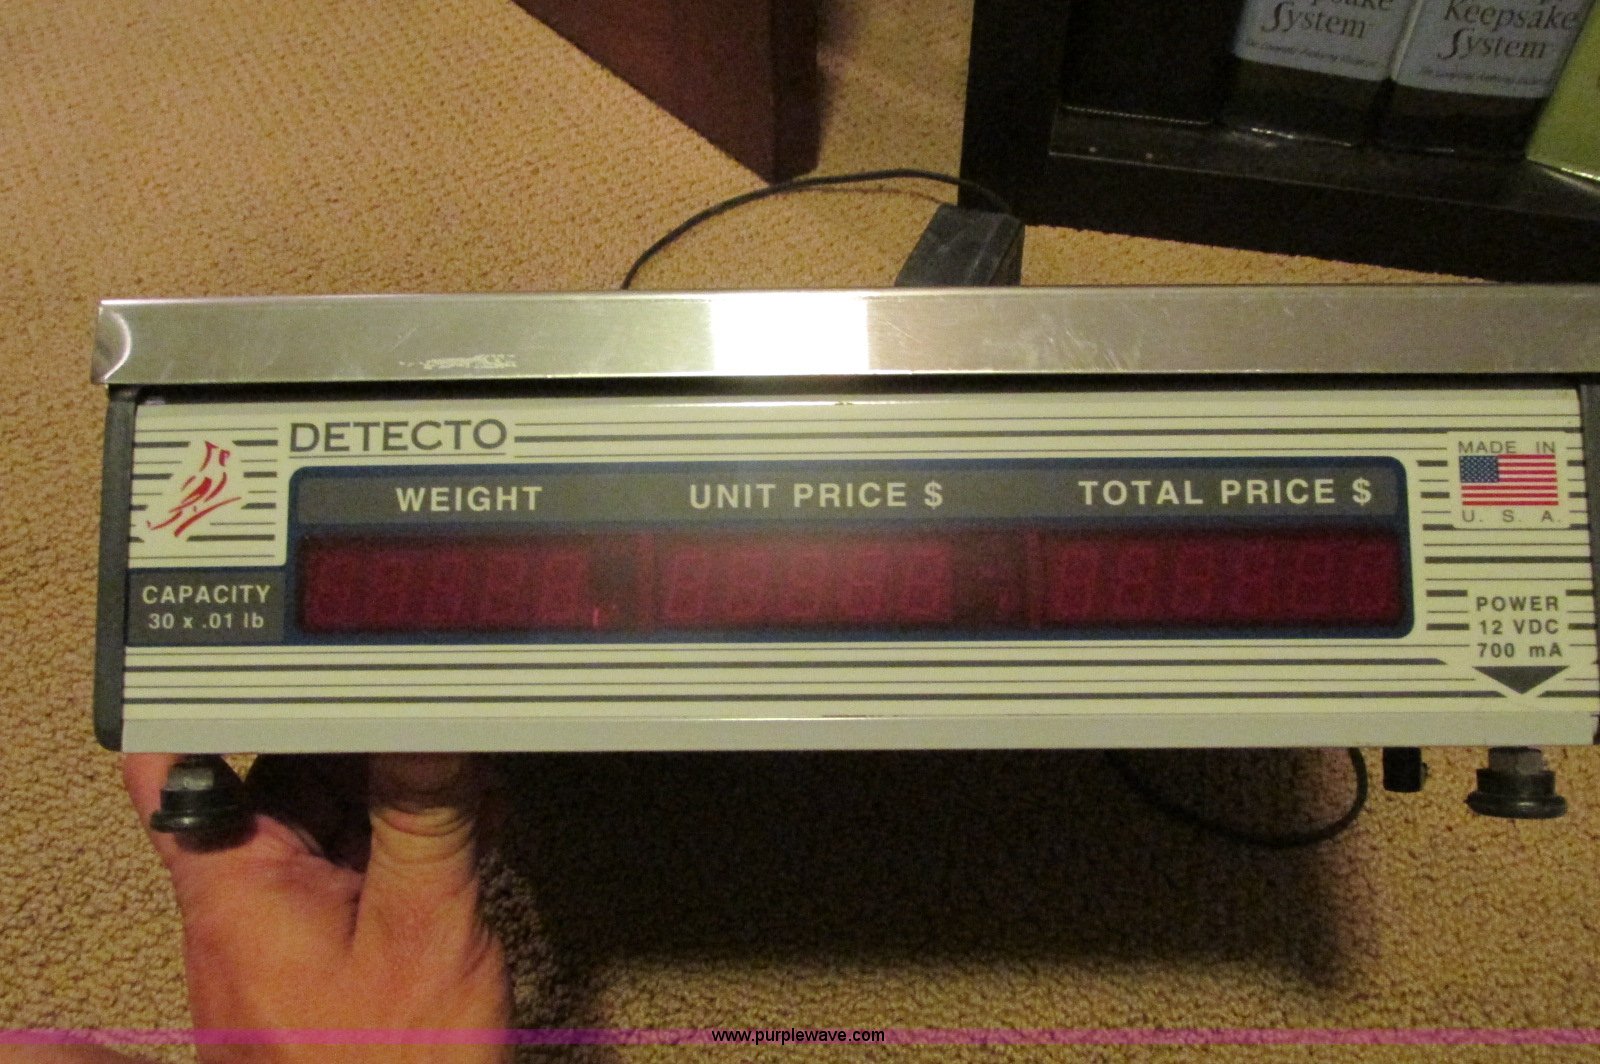 System
Keepsake
System
DETECTO
WEIGHT UNIT PRICE $ TOTAL PRICE $
MADE IN
U. S. A.
CAPACITY
30 x .01 lb
POWER
12 VDC
700 mA
www.purplewave.com